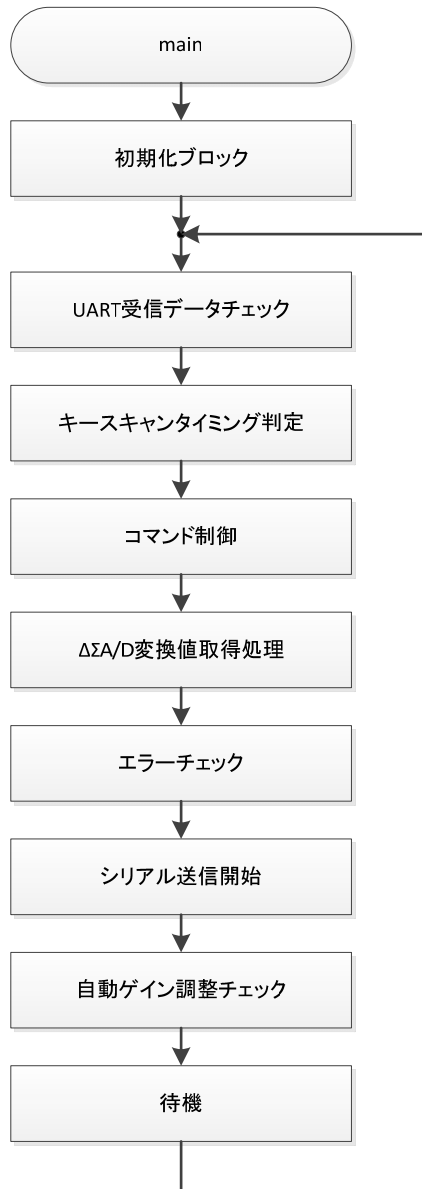 main
初期化ブロック
UART受信データチェック
キースキャンタイミング判定
コマンド制御
ΔΣA/D変換値取得処理
エラーチェック
シリアル送信開始
自動ゲイン調整チェック
待機